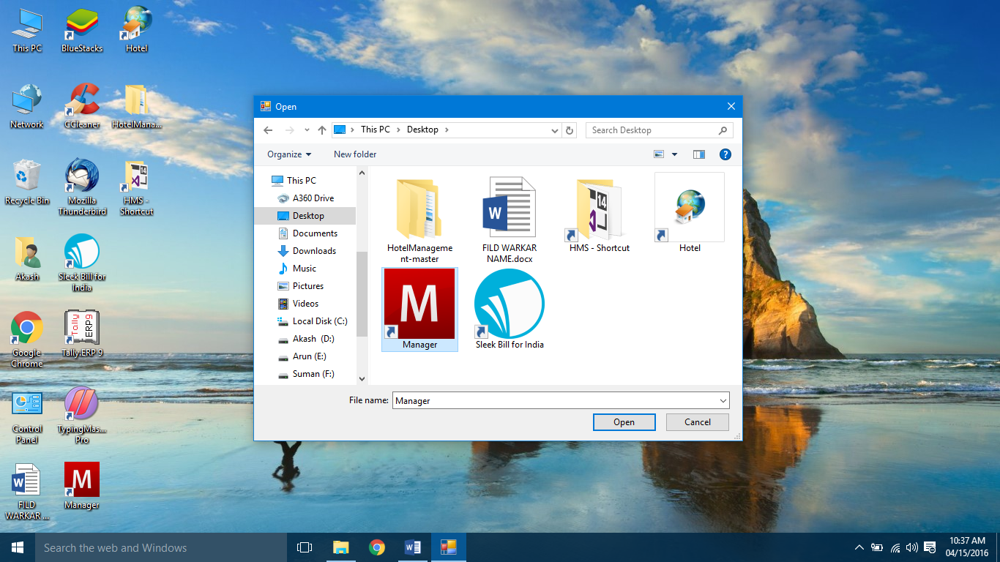 This PC
BlueStacks
Hotel
Network
CCleaner
HotelMana...
Recycle Bin
Mozilla
Thunderbird
HMS -
Shortcut
Akash
Sleek Bill for
India
Google
Chrome
Tally
ERP9
Tally.ERP 9
Control
Panel
TypingMas...
Pro
FILD
WARKAR ...
M
Manager
Open
This PC
Desktop
Search Desktop
Organize
New folder
This PC
A360 Drive
Desktop
Documents
Downloads
Music
Pictures
Videos
Local Disk (C:)
Akash (D:)
Arun (E:)
Suman (F:)
HotelManageme
nt-master
W
FILD WARKAR
NAME.docx
14
HMS - Shortcut
Hotel
M
Manager
Sleek Bill for India
File name:
Manager
Open
Cancel
Search the web and Windows
10:37 AM
04/15/2016